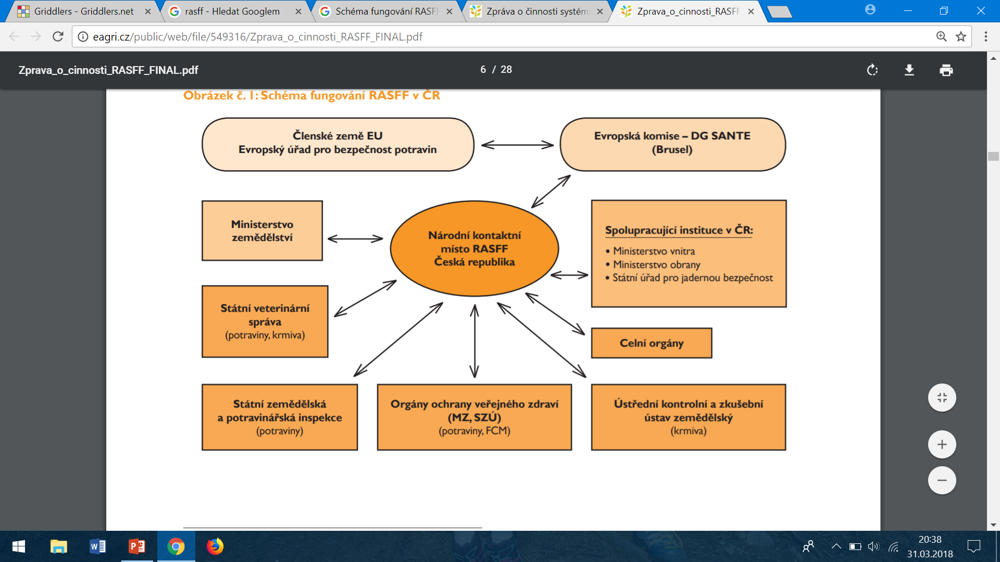 Griddlers - Griddlers.net
rasff - Hledat Googlem
Schéma fungování RASFF
Zpráva o činnosti systém
Zprava_o_cinnosti_RASFF
eagri.cz/public/web/file/549316/Zprava_o_cinnosti_RASFF_FINAL.pdf
Zprava_o_cinnosti_RASFF_FINAL.pdf
6 / 28
Obrázek č. 1: Schéma fungování RASFF v ČR
Členské země EU
Evropský úřad pro bezpečnost potravin
Evropská komise – DG SANTE
(Brusel)
Ministerstvo
zemědělství
Národní kontaktní
místo RASFF
Česká republika
Spolupracující instituce v ČR:
• Ministerstvo vnitra
• Ministerstvo obrany
• Státní úřad pro jadernou bezpečnost
Státní veterinární
správa
(potraviny, krmiva)
Celní orgány
Státní zemědělská
a potravinářská inspekce
(potraviny)
Orgány ochrany veřejného zdraví
(MZ, SZÚ)
(potraviny, FCM)
Ústřední kontrolní a zkušební
ústav zemědělský
(krmiva)
20:38
31.03.2018